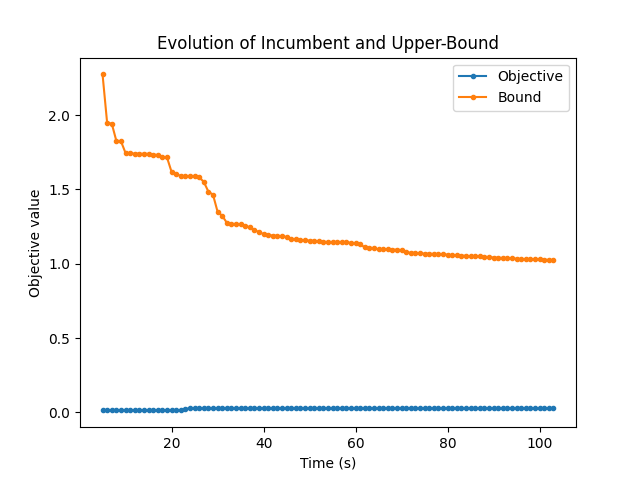 Evolution of Incumbent and Upper-Bound
Objective
Bound
Objective value
2.0
1.5
1.0
0.5
0.0
20
40
60
80
100
Time (s)